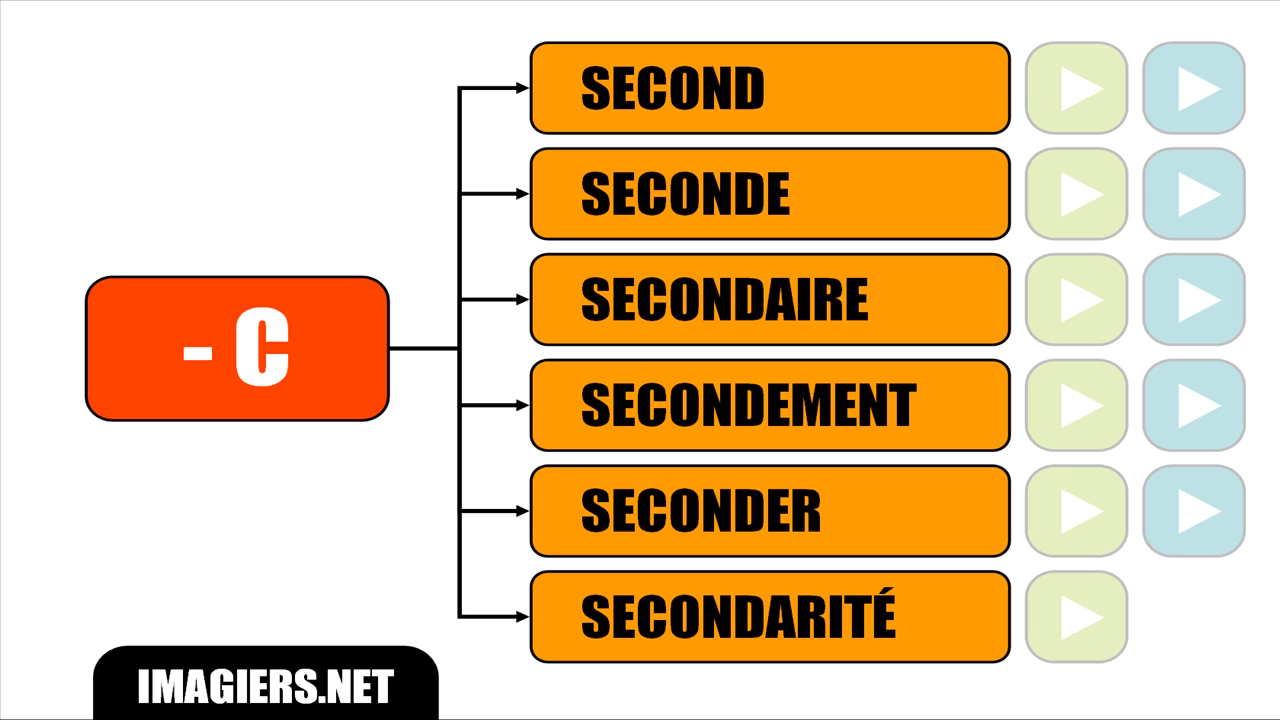 SECOND
SECONDE
SECONDAIRE
- C
SECONDEMENT
SECONDER
SECONDARITÉ
IMAGIERS.NET